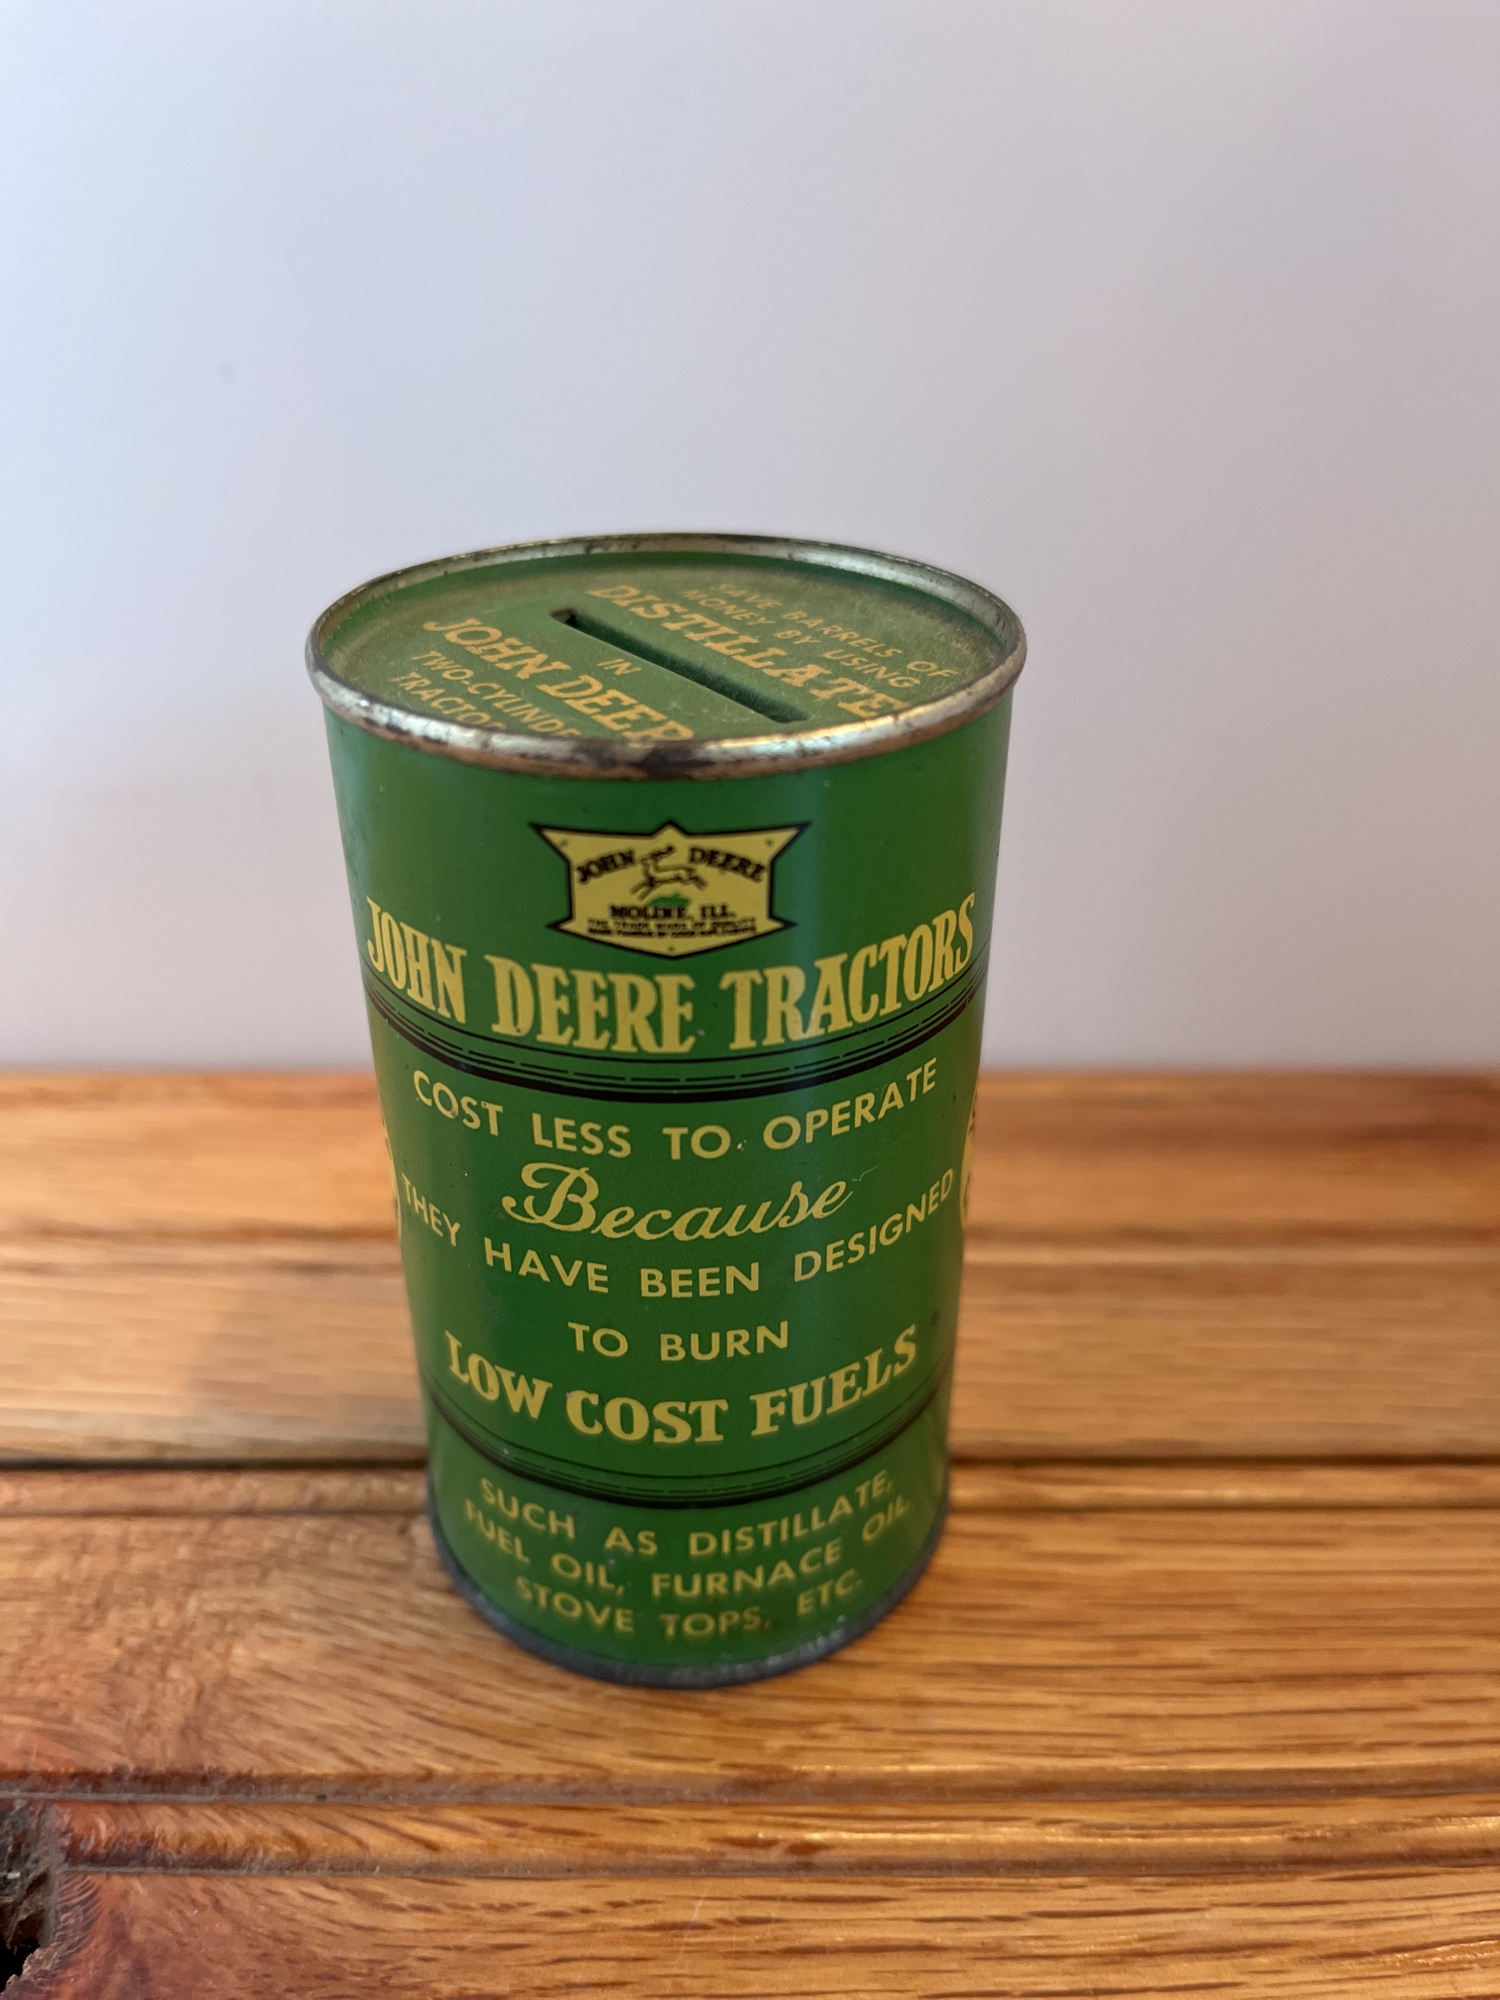 SAVE BARRELS OF
MONEY BY USING
DISTILLATE
IN
JOHN DEERE
TWO-CYLINDER
JOHN DEERE
MOLINE, ILL.
JOHN DEERE TRACTORS
COST LESS TO OPERATE
Because
THEY HAVE BEEN DESIGNED
TO BURN
LOW COST FUELS
SUCH AS DISTILLATE,
FUEL OIL, FURNACE OIL,
STOVE TOPS, ETC.